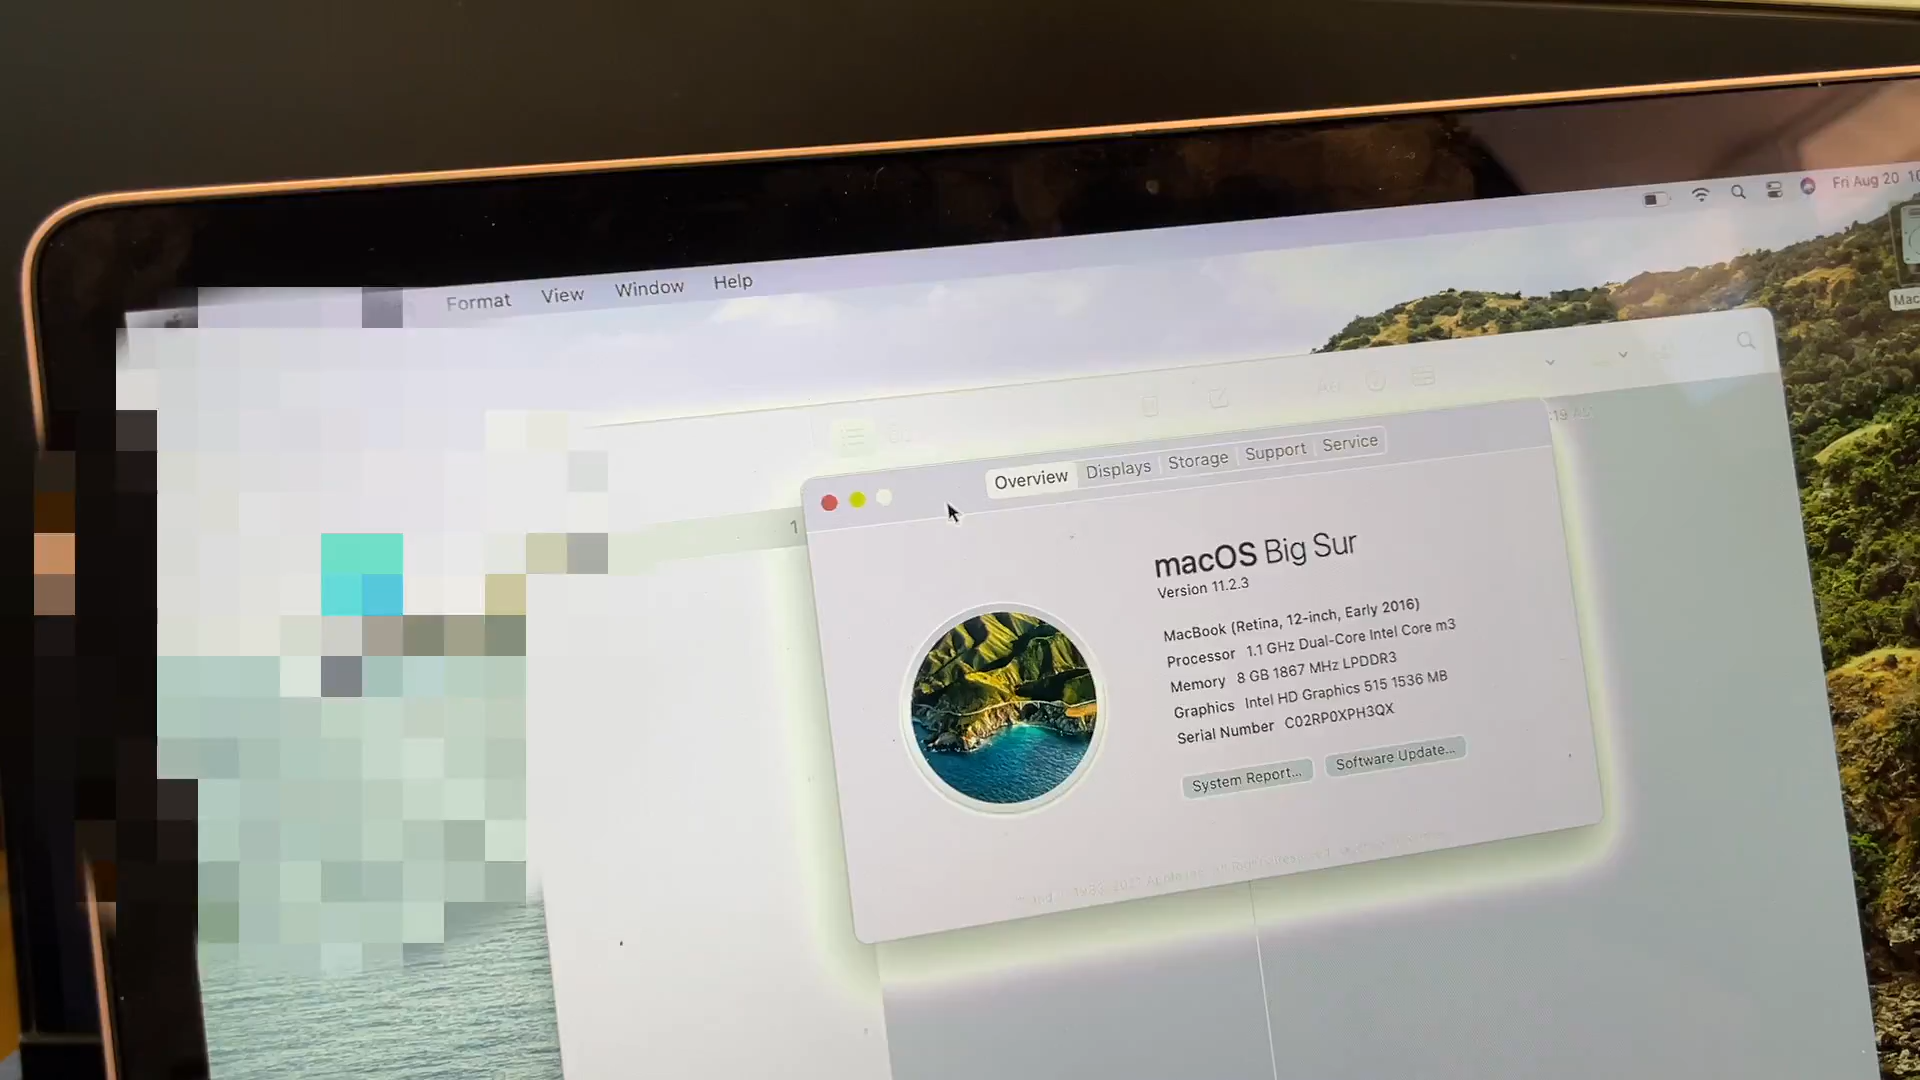 Format View Window Help
Fri Aug 20
Mac
Overview Displays Storage Support Service
1
macOS Big Sur
Version 11.2.3
MacBook (Retina, 12-inch, Early 2016)
Processor 1.1 GHz Dual-Core Intel Core m3
Memory 8 GB 1867 MHz LPDDR3
Graphics Intel HD Graphics 515 1536 MB
Serial Number C02RP0XPH3QX
System Report... Software Update...